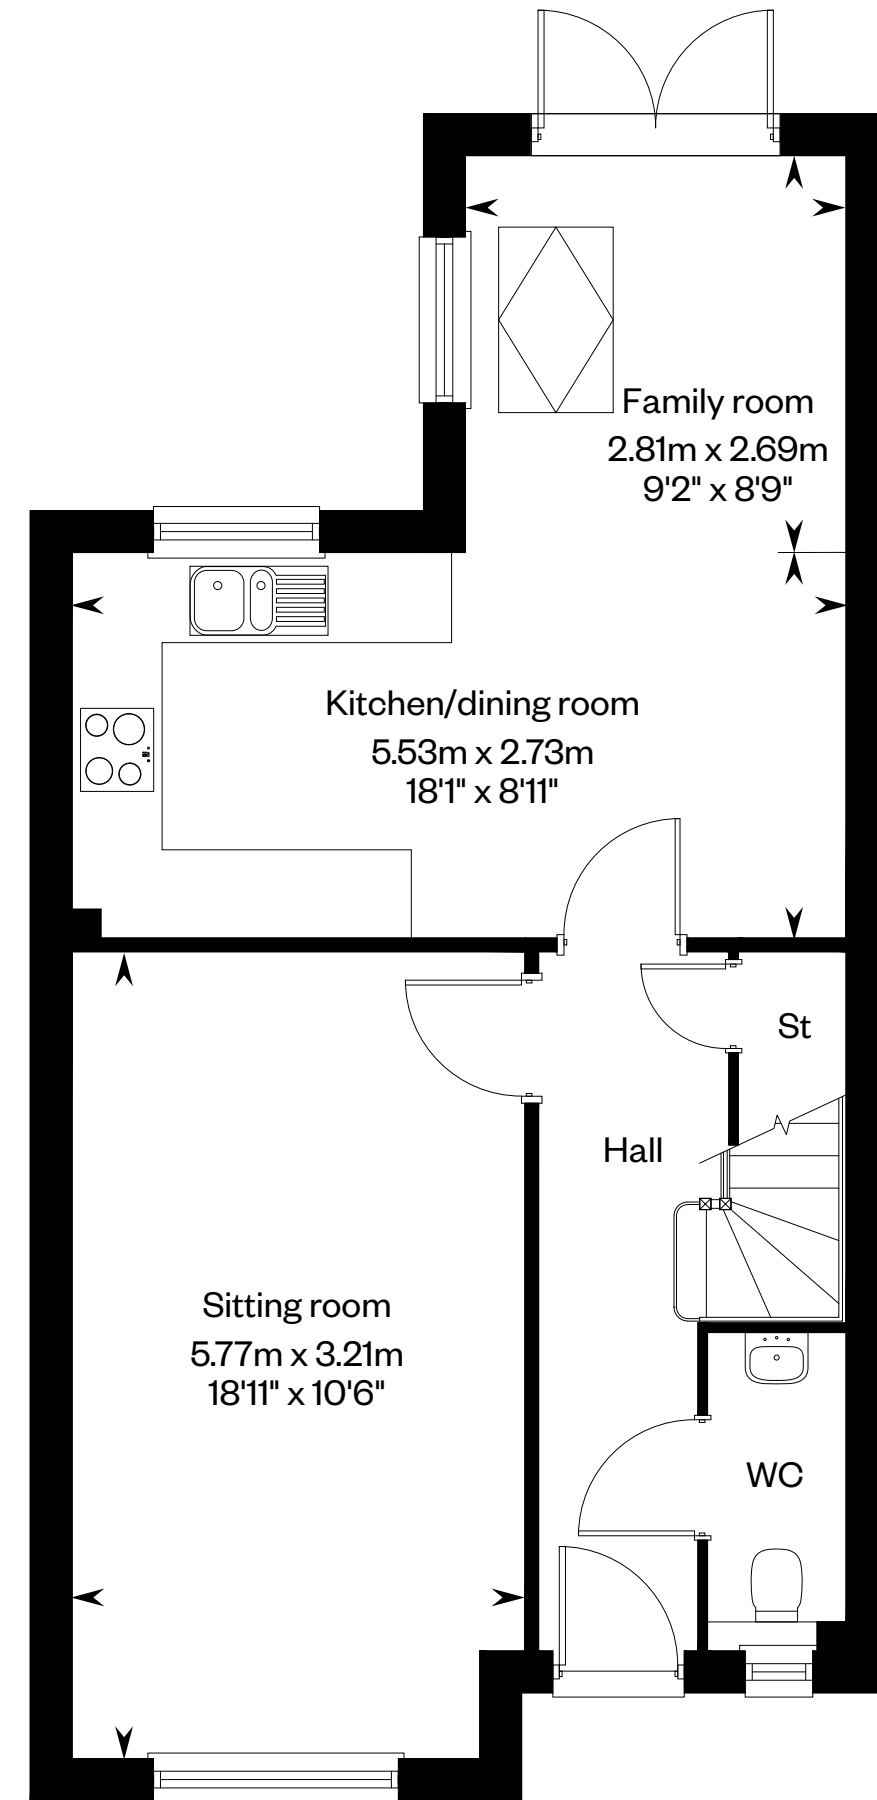 Family room
2.81m x 2.69m
9'2" x 8'9"
Kitchen/dining room
5.53m x 2.73m
18'1" x 8'11"
St
Hall
Sitting room
5.77m x 3.21m
18'11" x 10'6"
WC